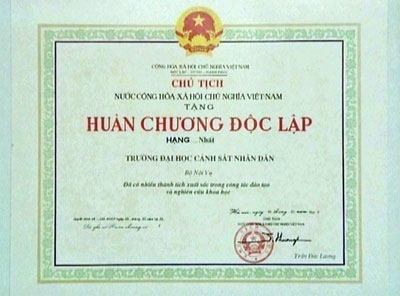 CỘNG HÒA XÃ HỘI CHỦ NGHĨA VIỆT NAM
CHỦ TỊCH
NƯỚC CỘNG HÒA XÃ HỘI CHỦ NGHĨA VIỆT NAM
TẶNG
HUÂN CHƯƠNG ĐỘC LẬP
HẠNG ... Nhất
TRƯỜNG ĐẠI HỌC CẢNH SÁT NHÂN DÂN
Bộ Nội Vụ
Đã có nhiều thành tích xuất sắc trong công tác đào tạo
và nghiên cứu khoa học
Trần Đức Lương